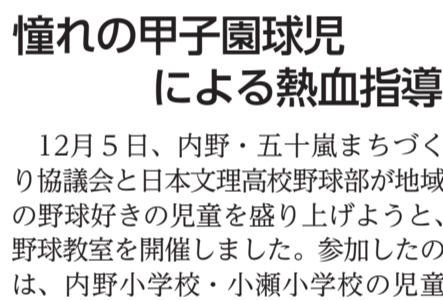 憧れの甲子園球児
による熱血指導
12月５日、内野・五十嵐まちづく
り協議会と日本文理高校野球部が地域
の野球好きの児童を盛り上げようと、
野球教室を開催しました。参加したの
は、内野小学校・小瀬小学校の児童